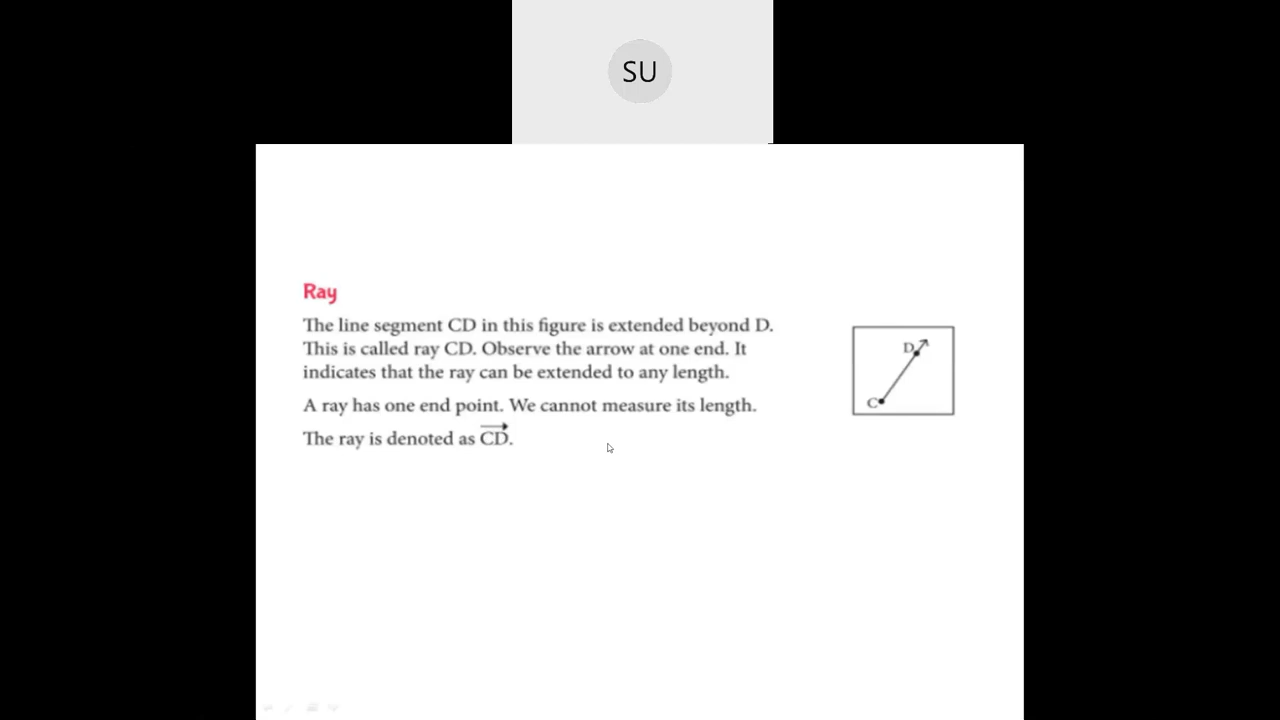 SU
Ray
The line segment CD in this figure is extended beyond D.
This is called ray CD. Observe the arrow at one end. It
indicates that the ray can be extended to any length.
A ray has one end point. We cannot measure its length.
The ray is denoted as CD.
D
C